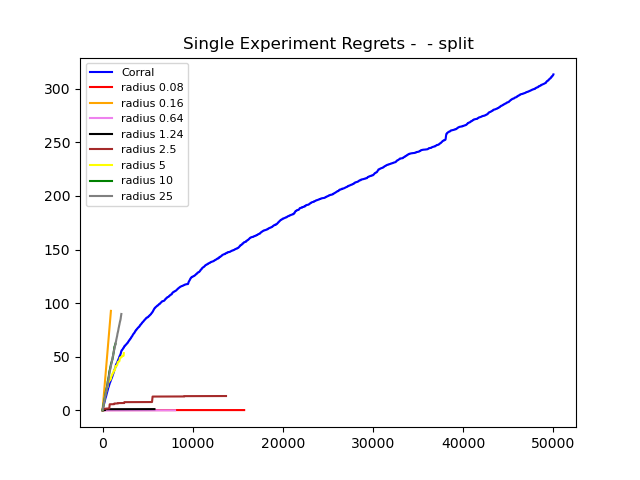 Single Experiment Regrets -  - split
Corral
radius 0.08
radius 0.16
radius 0.64
radius 1.24
radius 2.5
radius 5
radius 10
radius 25
300
250
200
150
100
50
0
0 10000 20000 30000 40000 50000